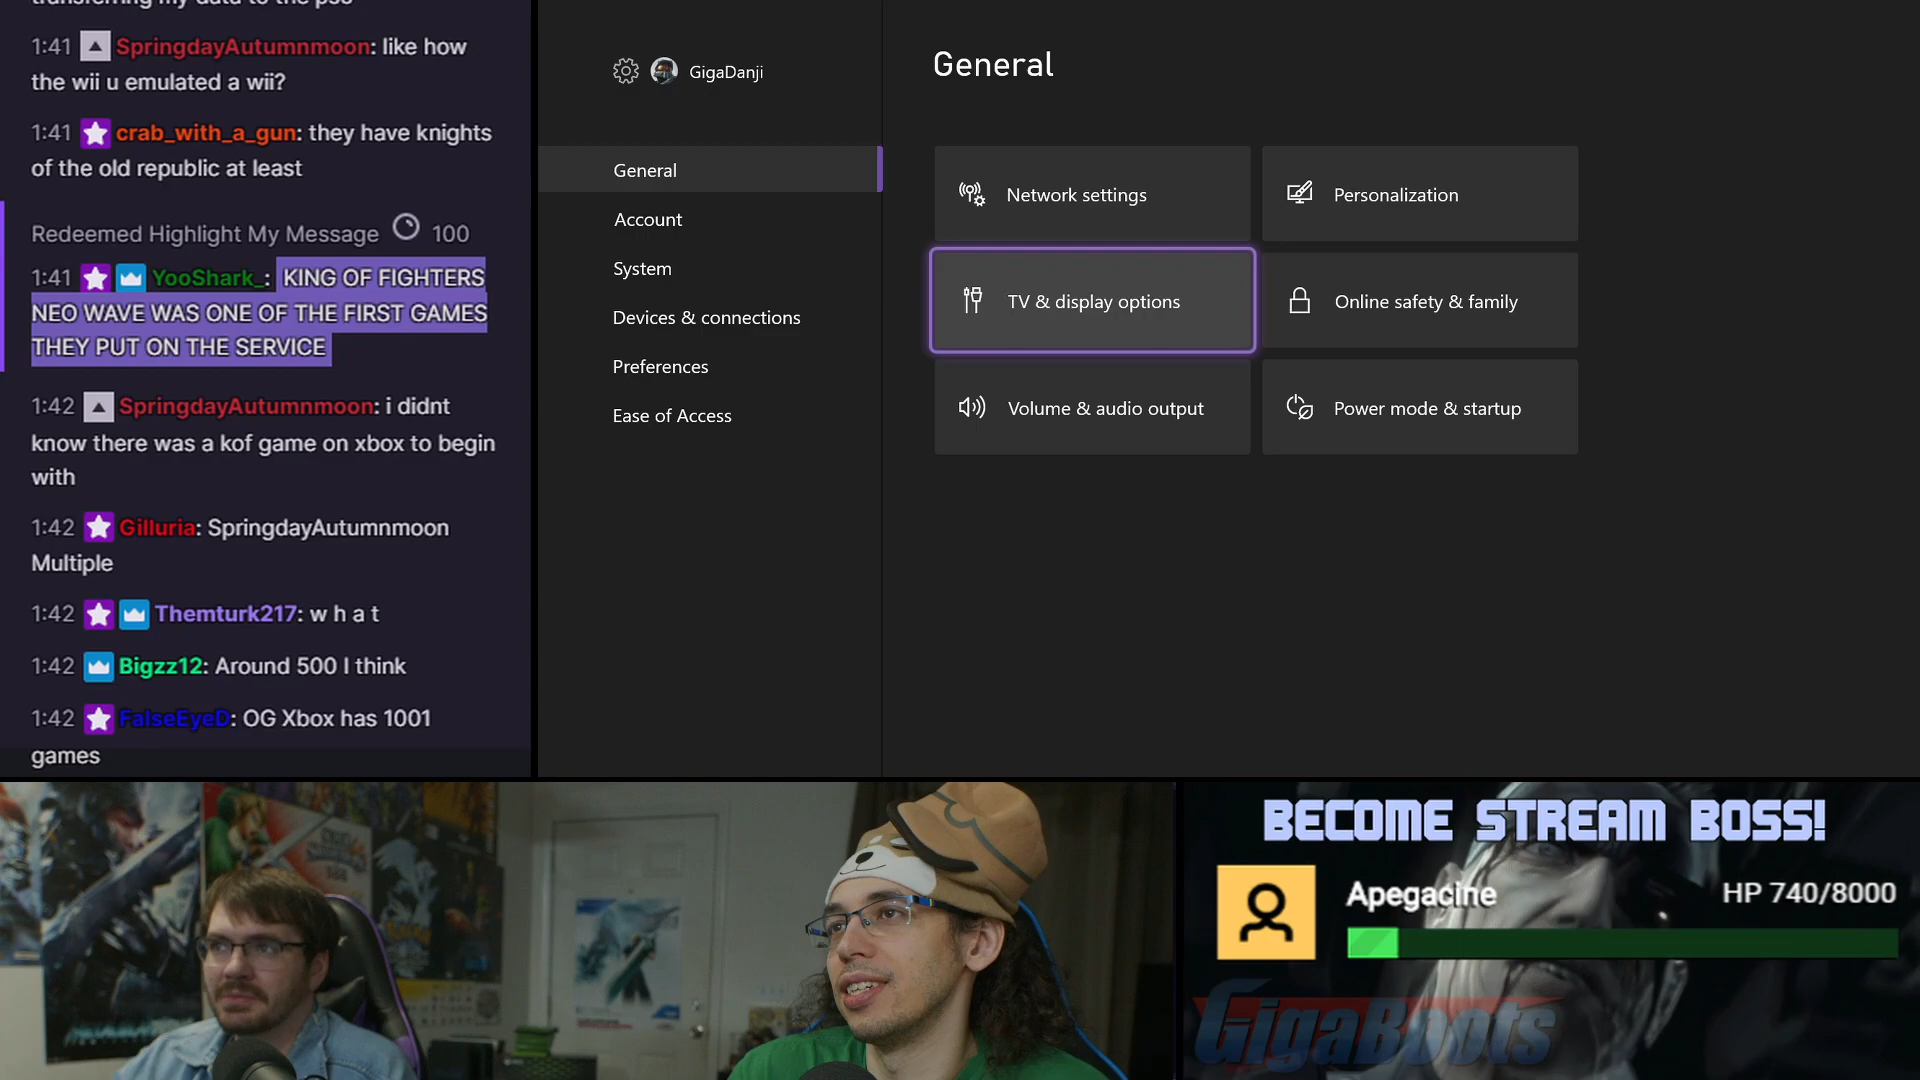 transferring my data to the ps5
1:41 SpringdayAutumnmoon: like how
the wii u emulated a wii?
1:41 crab_with_a_gun: they have knights
of the old republic at least
Redeemed Highlight My Message 100
1:41 YooShark_: KING OF FIGHTERS
NEO WAVE WAS ONE OF THE FIRST GAMES
THEY PUT ON THE SERVICE
1:42 SpringdayAutumnmoon: i didnt
know there was a kof game on xbox to begin
with
1:42 Gilluria: SpringdayAutumnmoon
Multiple
1:42 Themturk217: w h a t
1:42 Bigzz12: Around 500 I think
1:42 FalseEyeD: OG Xbox has 1001
games
GigaDanji
General
Account
System
Devices & connections
Preferences
Ease of Access
General
Network settings
Personalization
TV & display options
Online safety & family
Volume & audio output
Power mode & startup
BECOME STREAM BOSS!
Apegacine
HP 740/8000
GigaBoots